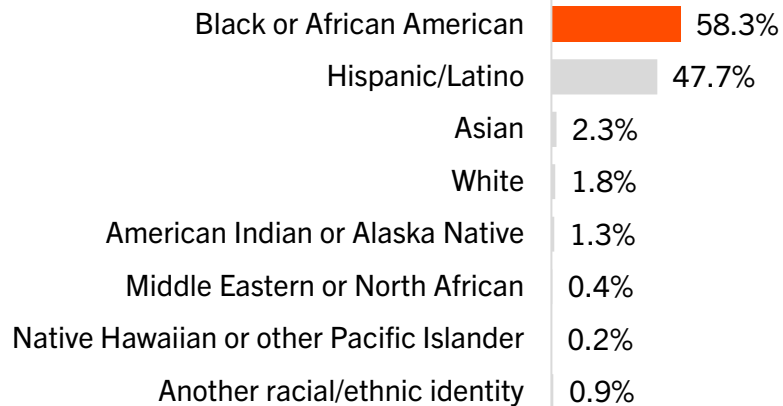 Black or African American 58.3%
Hispanic/Latino 47.7%
Asian 2.3%
White 1.8%
American Indian or Alaska Native 1.3%
Middle Eastern or North African 0.4%
Native Hawaiian or other Pacific Islander 0.2%
Another racial/ethnic identity 0.9%